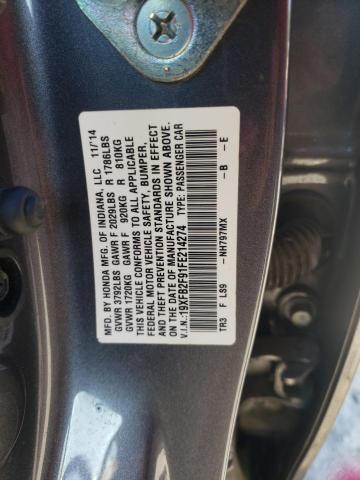 MFD. BY HONDA MFG. OF INDIANA, LLC 11/14
GVWR 3792LBS GAWR F 2029LBS R 1786LBS
GVWR 1720KG GAWR F 920KG R 810KG
THIS VEHICLE CONFORMS TO ALL APPLICABLE
FEDERAL MOTOR VEHICLE SAFETY, BUMPER,
AND THEFT PREVENTION STANDARDS IN EFFECT
ON THE DATE OF MANUFACTURE SHOWN ABOVE.
V.I.N.:19XFB2F91FE214274 TYPE: PASSENGER CAR
TR3 F LS9 -NH797MX -B -E